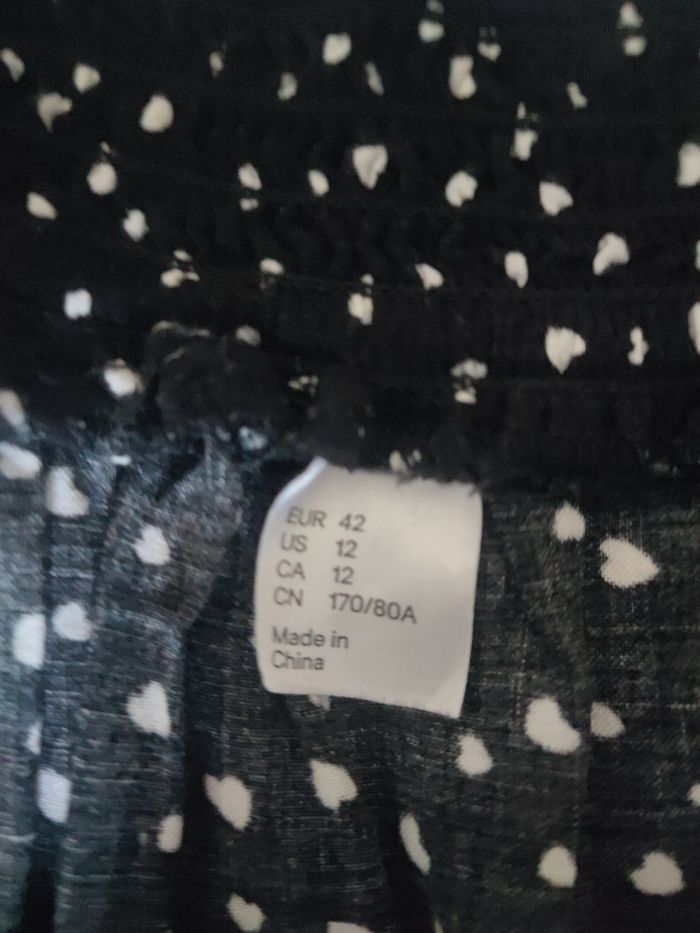 EUR 42
US 12
CA 12
CN 170/80A
Made in
China